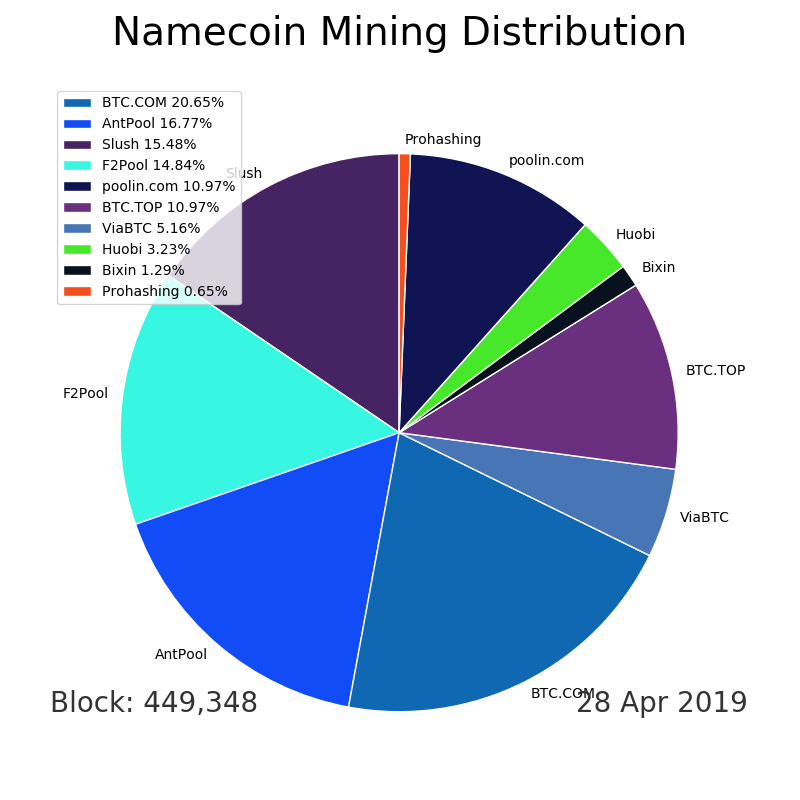 Namecoin Mining Distribution
BTC.COM 20.65%
AntPool 16.77%
Slush 15.48%
F2Pool 14.84%
poolin.com 10.97%
BTC.TOP 10.97%
ViaBTC 5.16%
Huobi 3.23%
Bixin 1.29%
Prohashing 0.65%
Prohashing
poolin.com
Slush
Huobi
Bixin
BTC.TOP
F2Pool
ViaBTC
AntPool
BTC.COM
Block: 449,348
28 Apr 2019